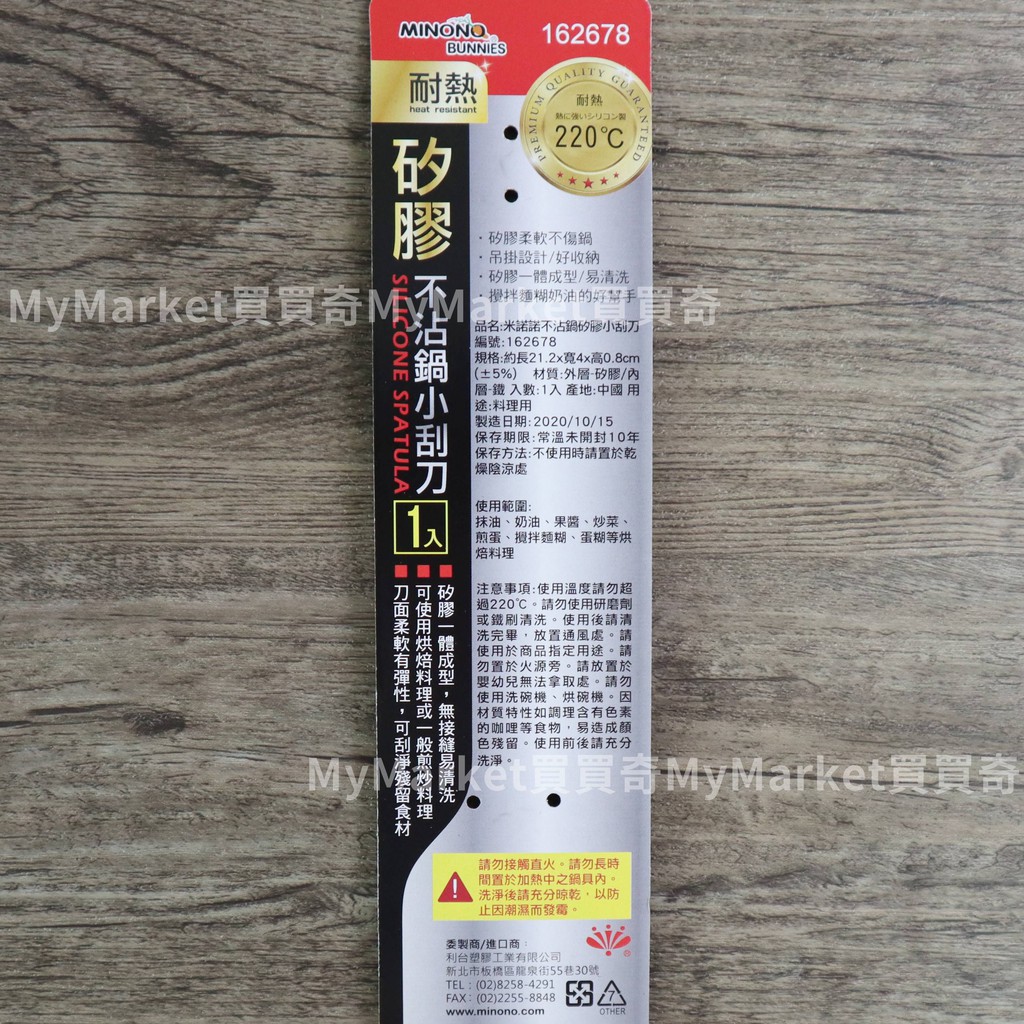 MINONO
BUNNIES
162678
耐熱
heat resistant
PREMIUM QUALITY GUARANTEED
耐熱
熱に強いシリコン製
220℃
矽膠
不沾鍋小刮刀
SILICONE SPATULA
1入
■矽膠一體成型，無接縫易清洗
■可使用烘焙料理或一般煎炒料理
■刀面柔軟有彈性，可刮淨殘留食材
· 矽膠柔軟不傷鍋
· 吊掛設計/好收納
· 矽膠一體成型/易清洗
· 攪拌麵糊奶油的好幫手
MyMarket買買奇MyMarket買買奇
品名:米諾諾不沾鍋矽膠小刮刀
編號:162678
規格:約長21.2x寬4x高0.8cm
(±5%) 材質:外層-矽膠/內
層-鐵 入數:1入 產地:中國 用
途:料理用
製造日期:2020/10/15
保存期限:常溫未開封10年
保存方法:不使用時請置於乾
燥陰涼處
使用範圍:
抹油、奶油、果醬、炒菜、
煎蛋、攪拌麵糊、蛋糊等烘
焙料理
注意事項:使用溫度請勿超
過220℃。請勿使用研磨劑
或鐵刷清洗。使用後請清
洗完畢，放置通風處。請
使用於商品指定用途。請
勿置於火源旁。請放置於
嬰幼兒無法拿取處。請勿
使用洗碗機、烘碗機。因
材質特性如調理含有色素
的咖哩等食物，易造成顏
色殘留。使用前後請充分
洗淨。
MyMarket買買奇MyMarket買買奇
請勿接觸直火。請勿長時
間置於加熱中之鍋具內。
洗淨後請充分晾乾，以防
止因潮濕而發霉。
委製商/進口商：
利台塑膠工業有限公司
新北市板橋區龍泉街55巷30號
TEL：(02)8258-4291
FAX：(02)2255-8848
www.minono.com
7
OTHER